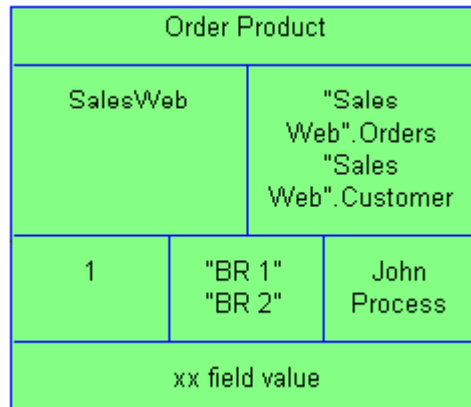 Order Product
SalesWeb
"Sales
Web".Orders
"Sales
Web".Customer
1
"BR 1"
"BR 2"
John
Process
xx field value